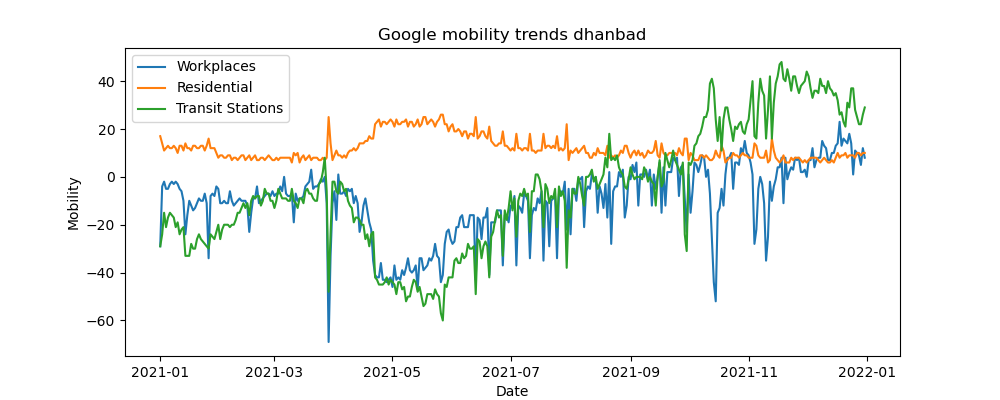 Google mobility trends dhanbad
Workplaces
Residential
Transit Stations
40
20
0
−20
−40
−60
Mobility
2021-01
2021-03
2021-05
2021-07
2021-09
2021-11
2022-01
Date